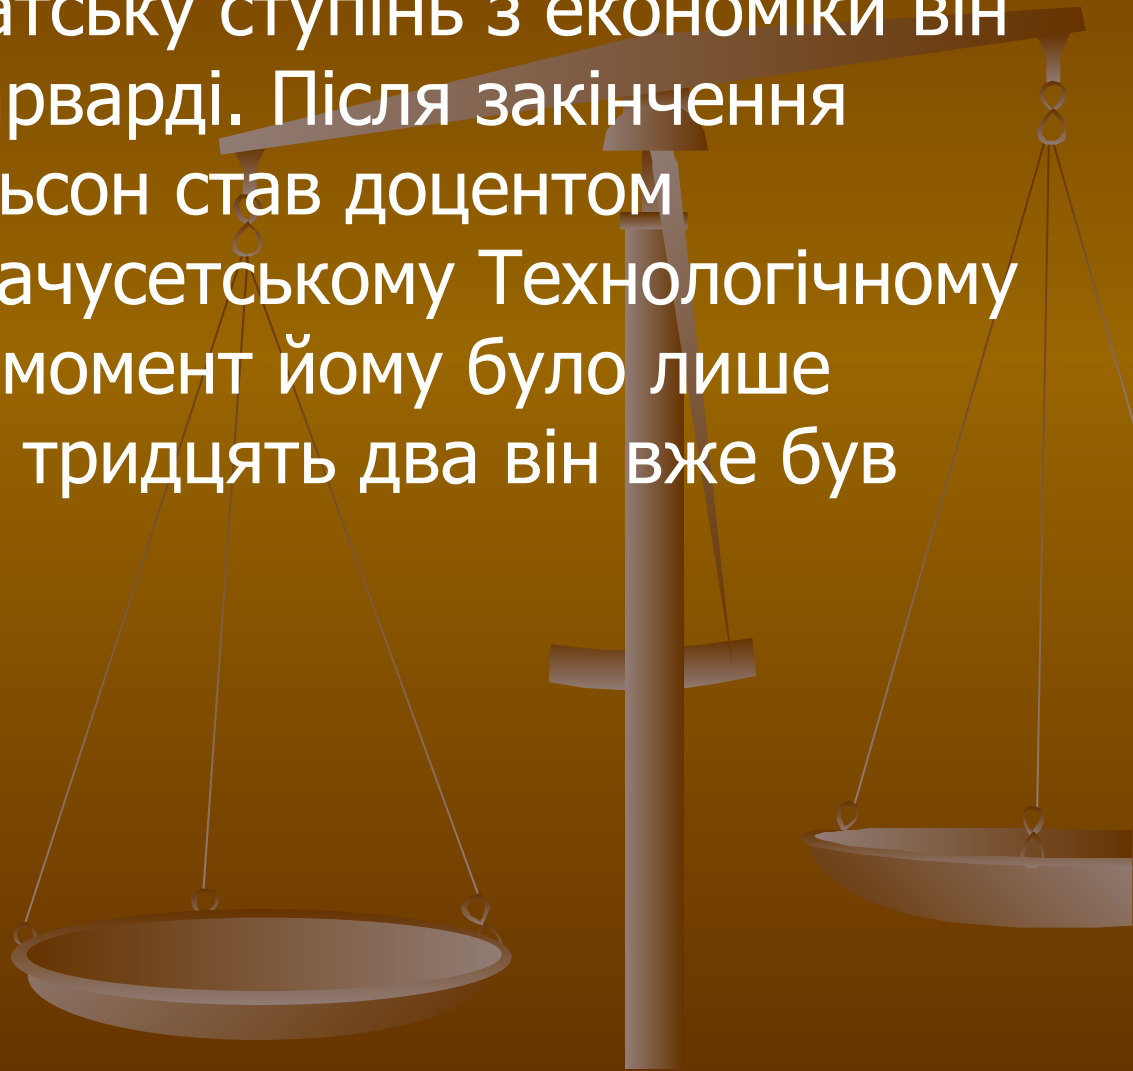 атську ступінь з економіки він
рварді. Після закінчення
ьсон став доцентом
ачусетському Технологічному
момент йому було лише
тридцять два він вже був